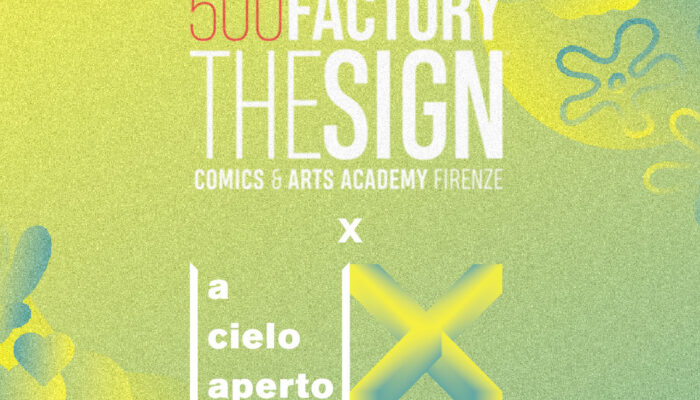 500FACTORY
THESIGN
COMICS & ARTS ACADEMY FIRENZE
x
a
cielo
aperto
X